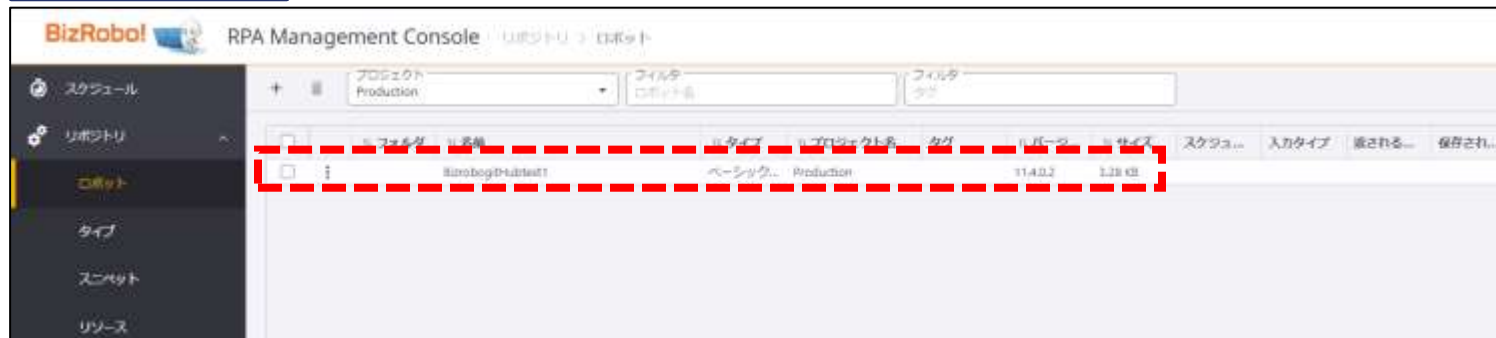 BizRobo! RPA Management Console リポジトリ > ロボット
スケジュール
プロジェクト
Production
フィルタ
ロボット名
フィルタ
タグ
リポジトリ
フォルダ 名前 タイプ プロジェクト名 タグ バージ... サイズ スケジュ... 入力タイプ 返される... 保存され...
BizrobogitHubtest1 ベーシック... Production 11.4.0.2 3.28 KB
ロボット
タイプ
スニペット
リソース